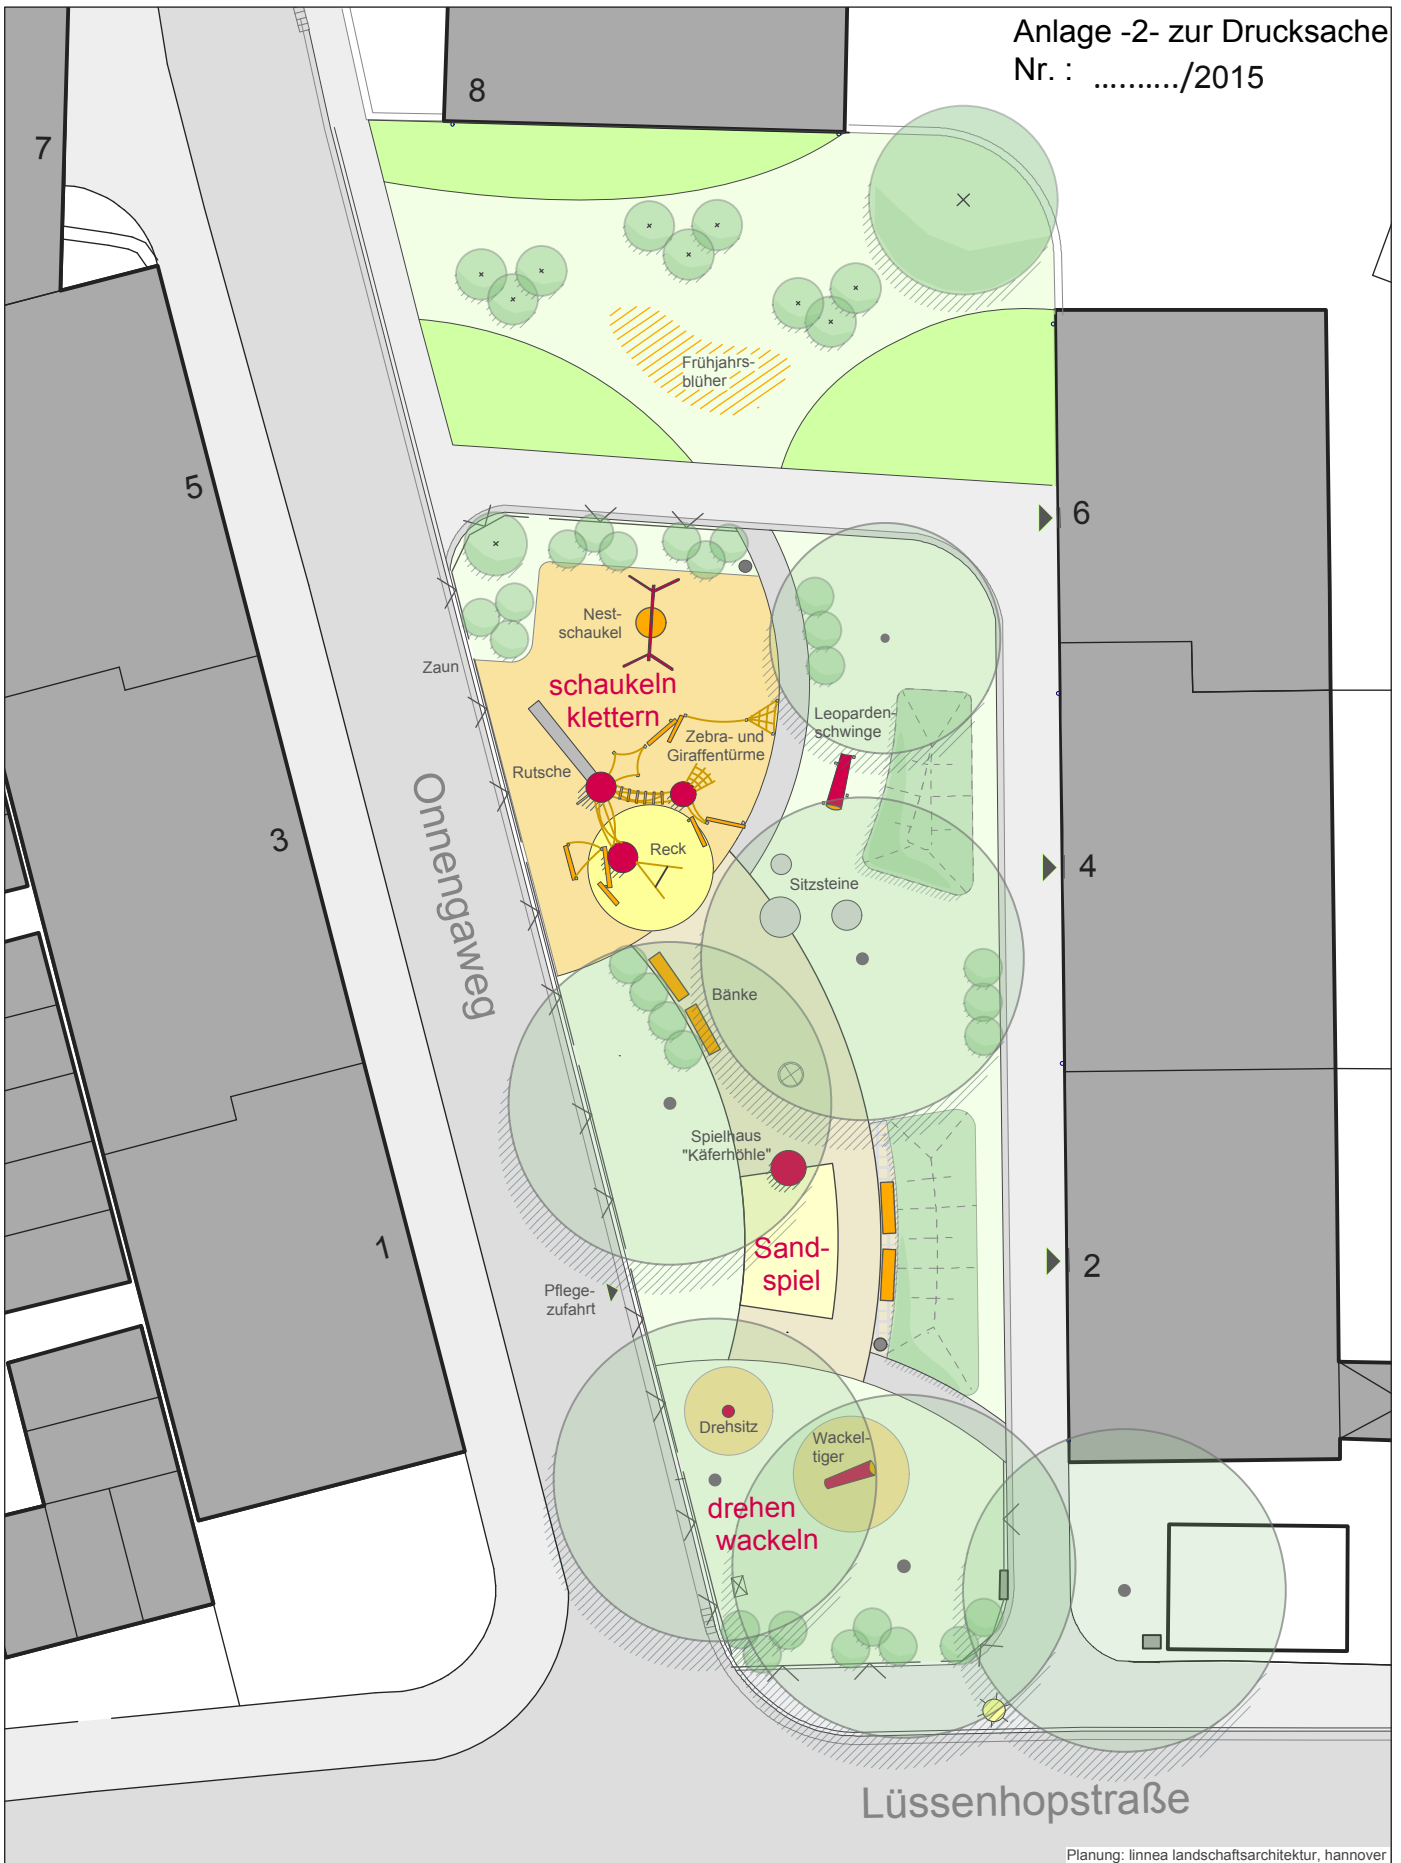 Anlage -2- zur Drucksache
Nr. : ........../2015
8
7
Frühjahrs-
blüher
5
6
Nest-
schaukel
Zaun
schaukeln
klettern
Leoparden-
schwinge
Zebra- und
Giraffentürme
Rutsche
Onnengaweg
3
Reck
4
Sitzsteine
Bänke
Spielhaus
"Käferhöhle"
1
Sand-
spiel
2
Pflege-
zufahrt
Drehsitz
Wackel-
tiger
drehen
wackeln
Lüssenhopstraße
Planung: linnea landschaftsarchitektur, hannover